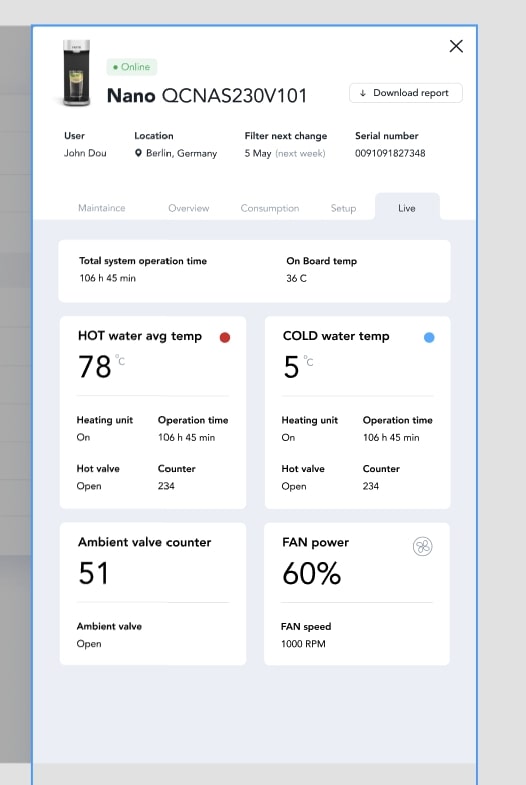 Online
Nano QCNAS230V101
Download report
User
Location
Filter next change
Serial number
John Dou
Berlin, Germany
5 May (next week)
0091091827348
Maintaince
Overview
Consumption
Setup
Live
Total system operation time
106 h 45 min
On Board temp
36 C
HOT water avg temp
78 °C
Heating unit
On
Operation time
106 h 45 min
Hot valve
Open
Counter
234
COLD water temp
5 °C
Heating unit
On
Operation time
106 h 45 min
Hot valve
Open
Counter
234
Ambient valve counter
51
Ambient valve
Open
FAN power
60%
FAN speed
1000 RPM